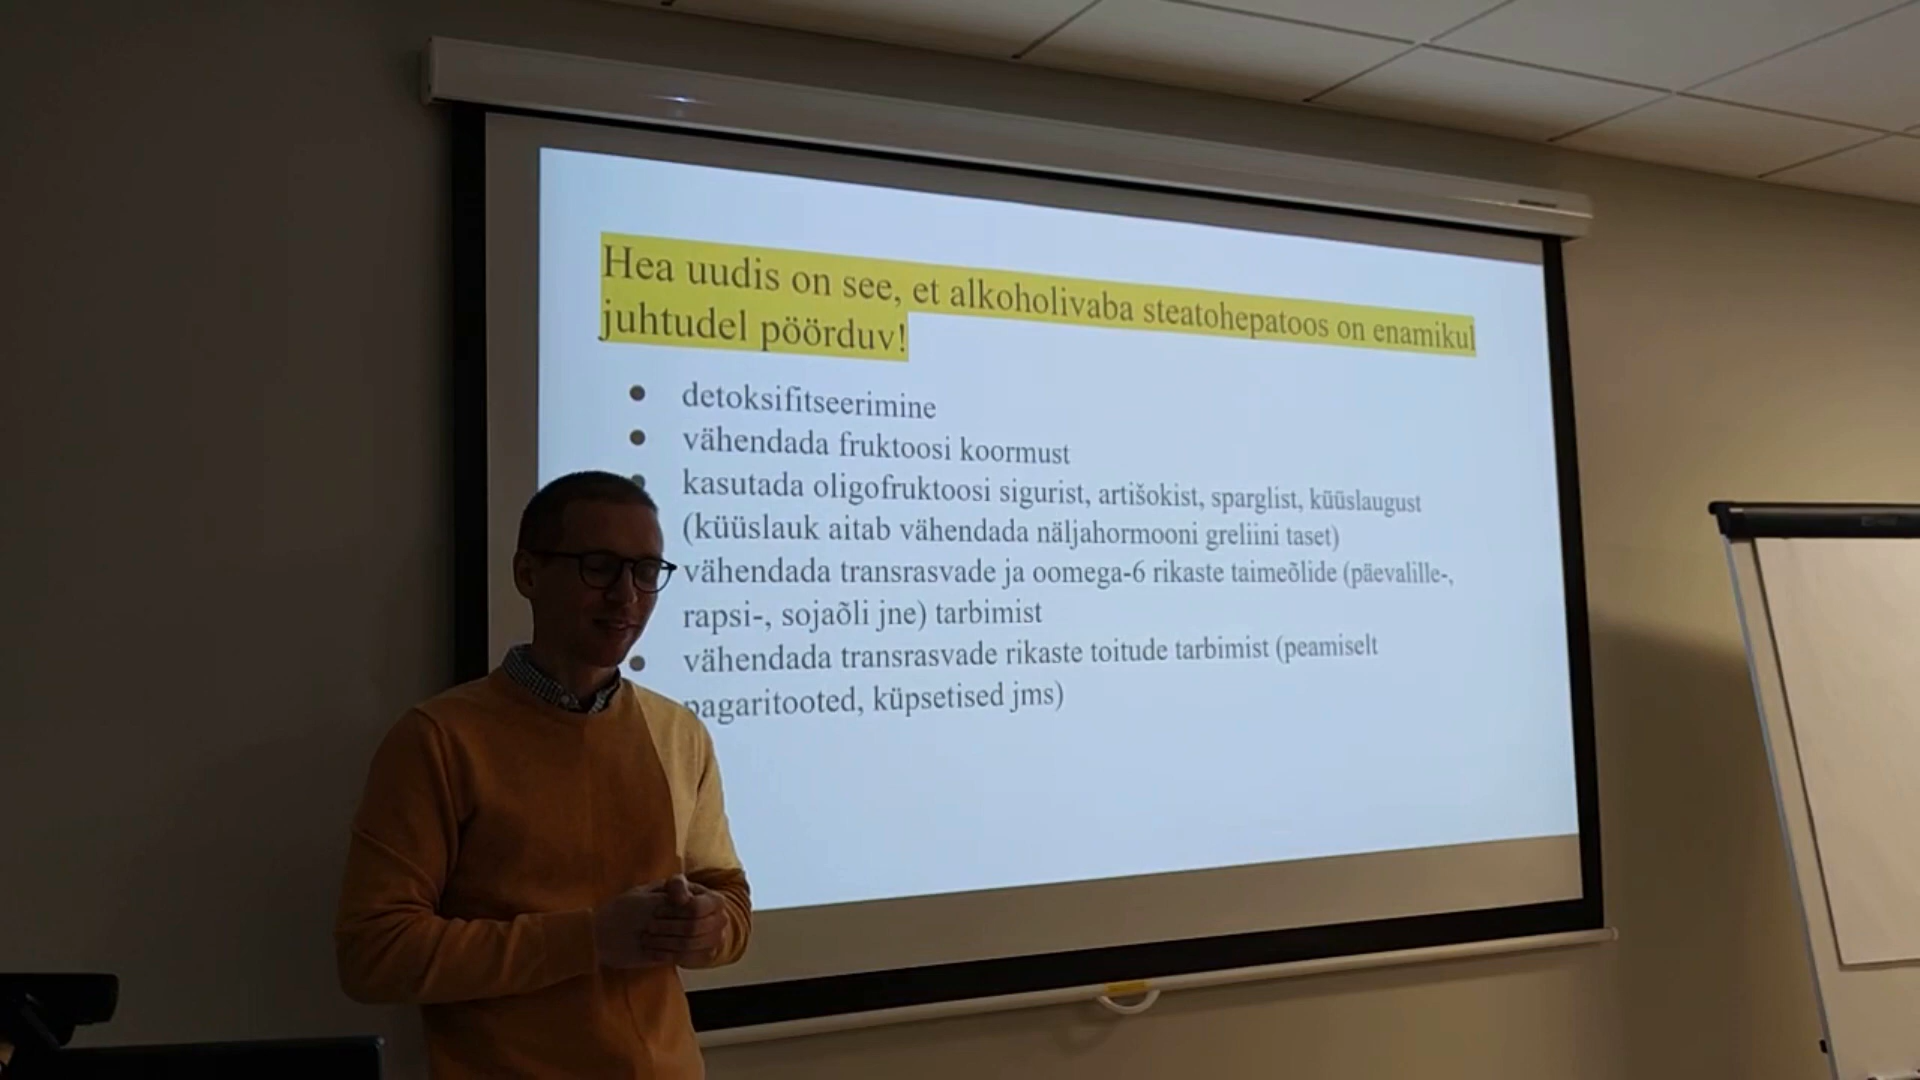 Hea uudis on see, et alkoholivaba steatohepatoos on enamikul
juhtudel pöörduv!
● detoksifitseerimine
● vähendada fruktoosi koormust
● kasutada oligofruktoosi sigurist, artišokist, sparglist, küüslaugust
(küüslauk aitab vähendada näljahormooni greliini taset)
vähendada transrasvade ja oomega-6 rikaste taimeõlide (päevalille-,
rapsi-, sojaõli jne) tarbimist
● vähendada transrasvade rikaste toitude tarbimist (peamiselt
pagaritooted, küpsetised jms)